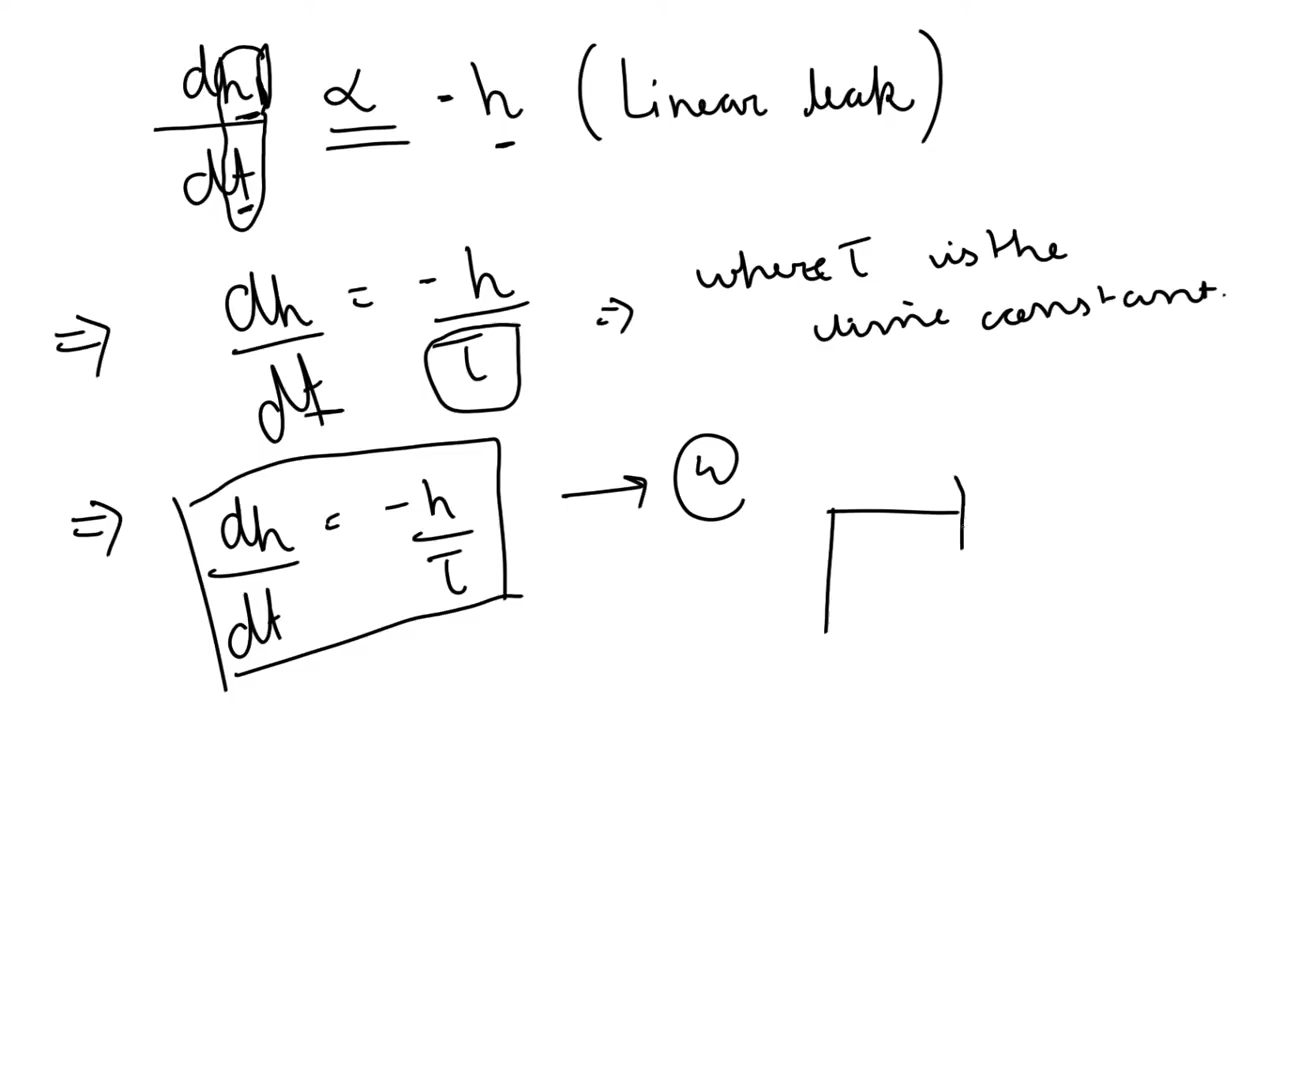 dh/dt ∝ -h (Linear leak)
⇒ dh/dt = -h/τ ⇒ where τ is the
time constant.
⇒ dh/dt = -h/τ →